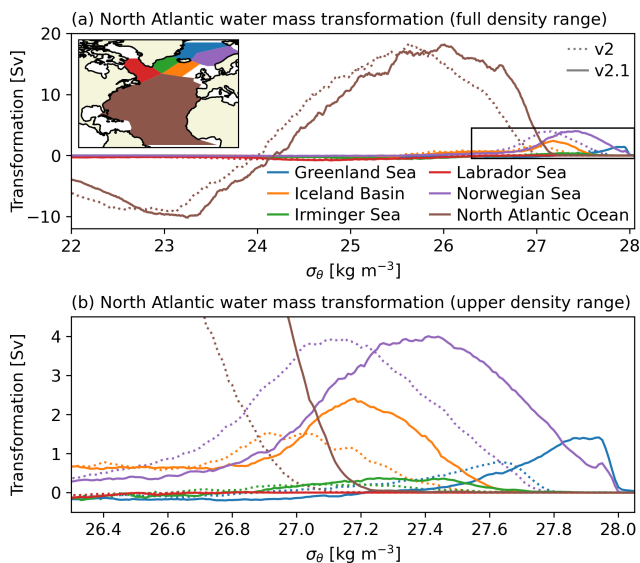 (a) North Atlantic water mass transformation (full density range)
Transformation [Sv]
20
10
0
−10
v2
v2.1
Greenland Sea
Iceland Basin
Irminger Sea
Labrador Sea
Norwegian Sea
North Atlantic Ocean
22 23 24 25 26 27 28
σθ [kg m⁻³]
(b) North Atlantic water mass transformation (upper density range)
Transformation [Sv]
4
3
2
1
0
26.4 26.6 26.8 27.0 27.2 27.4 27.6 27.8 28.0
σθ [kg m⁻³]